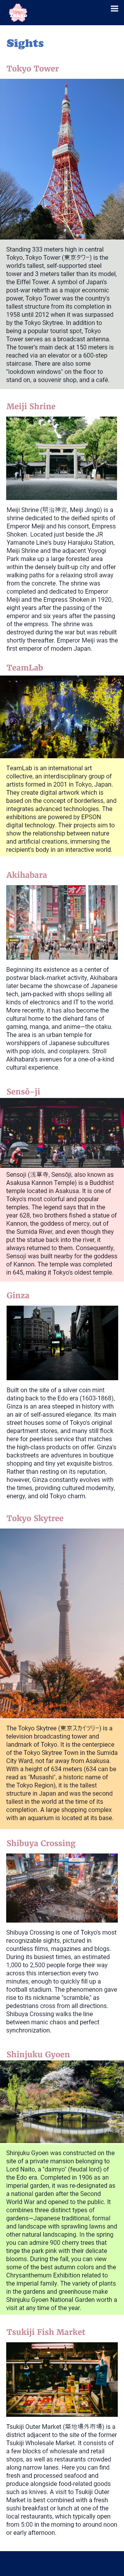 Sights
Tokyo Tower
Standing 333 meters high in central
Tokyo, Tokyo Tower (東京タワー) is the
world's tallest, self-supported steel
tower and 3 meters taller than its model,
the Eiffel Tower. A symbol of Japan's
post-war rebirth as a major economic
power, Tokyo Tower was the country's
tallest structure from its completion in
1958 until 2012 when it was surpassed
by the Tokyo Skytree. In addition to
being a popular tourist spot, Tokyo
Tower serves as a broadcast antenna.
The tower's main deck at 150 meters is
reached via an elevator or a 600-step
staircase. There are also some
"lookdown windows" on the floor to
stand on, a souvenir shop, and a café.
Meiji Shrine
Meiji Shrine (明治神宮, Meiji Jingū) is a
shrine dedicated to the deified spirits of
Emperor Meiji and his consort, Empress
Shoken. Located just beside the JR
Yamanote Line's busy Harajuku Station,
Meiji Shrine and the adjacent Yoyogi
Park make up a large forested area
within the densely built-up city and offer
walking paths for a relaxing stroll away
from the concrete. The shrine was
completed and dedicated to Emperor
Meiji and the Empress Shoken in 1920,
eight years after the passing of the
emperor and six years after the passing
of the empress. The shrine was
destroyed during the war but was rebuilt
shortly thereafter. Emperor Meiji was the
first emperor of modern Japan.
TeamLab
TeamLab is an international art
collective, an interdisciplinary group of
artists formed in 2001 in Tokyo, Japan.
They create digital artwork which is
based on the concept of borderless, and
integrates advanced technologies. The
exhibitions are powered by EPSON
digital technology. Their projects aim to
show the relationship between nature
and artificial creations, immersing the
recipient's body in an interactive world.
Akihabara
Beginning its existence as a center of
postwar black-market activity, Akihabara
later became the showcase of Japanese
tech, jam-packed with shops selling all
kinds of electronics and IT to the world.
More recently, it has also become the
cultural home to the diehard fans of
gaming, manga, and anime—the otaku.
The area is an urban temple for
worshippers of Japanese subcultures
with pop idols, and cosplayers. Stroll
Akihabara's avenues for a one-of-a-kind
cultural experience.
Sensō-ji
Sensoji (浅草寺, Sensōji, also known as
Asakusa Kannon Temple) is a Buddhist
temple located in Asakusa. It is one of
Tokyo's most colorful and popular
temples. The legend says that in the
year 628, two brothers fished a statue of
Kannon, the goddess of mercy, out of
the Sumida River, and even though they
put the statue back into the river, it
always returned to them. Consequently,
Sensoji was built nearby for the goddess
of Kannon. The temple was completed
in 645, making it Tokyo's oldest temple.
Ginza
Built on the site of a silver coin mint
dating back to the Edo era (1603-1868),
Ginza is an area steeped in history with
an air of self-assured elegance. Its main
street houses some of Tokyo's original
department stores, and many still flock
here for peerless service that matches
the high-class products on offer. Ginza's
backstreets are adventures in boutique
shopping and tiny yet exquisite bistros.
Rather than resting on its reputation,
however, Ginza constantly evolves with
the times, providing cultured modernity,
energy, and old Tokyo charm.
Tokyo Skytree
The Tokyo Skytree (東京スカイツリー) is a
television broadcasting tower and
landmark of Tokyo. It is the centerpiece
of the Tokyo Skytree Town in the Sumida
City Ward, not far away from Asakusa.
With a height of 634 meters (634 can be
read as "Musashi", a historic name of
the Tokyo Region), it is the tallest
structure in Japan and was the second
tallest in the world at the time of its
completion. A large shopping complex
with an aquarium is located at its base.
Shibuya Crossing
Shibuya Crossing is one of Tokyo's most
recognizable sights, pictured in
countless films, magazines and blogs.
During its busiest times, an estimated
1,000 to 2,500 people forge their way
across this intersection every two
minutes, enough to quickly fill up a
football stadium. The phenomenon gave
rise to its nickname "scramble," as
pedestrians cross from all directions.
Shibuya Crossing walks the line
between manic chaos and perfect
synchronization.
Shinjuku Gyoen
Shinjuku Gyoen was constructed on the
site of a private mansion belonging to
Lord Naito, a "daimyo" (feudal lord) of
the Edo era. Completed in 1906 as an
imperial garden, it was re-designated as
a national garden after the Second
World War and opened to the public. It
combines three distinct types of
gardens—Japanese traditional, formal
and landscape with sprawling lawns and
other natural landscaping. In the spring
you can admire 900 cherry trees that
tinge the park pink with their delicate
blooms. During the fall, you can view
some of the best autumn colors and the
Chrysanthemum Exhibition related to
the imperial family. The variety of plants
in the gardens and greenhouse make
Shinjuku Gyoen National Garden worth a
visit at any time of the year.
Tsukiji Fish Market
Tsukiji Outer Market (築地場外市場) is a
district adjacent to the site of the former
Tsukiji Wholesale Market. It consists of
a few blocks of wholesale and retail
shops, as well as restaurants crowded
along narrow lanes. Here you can find
fresh and processed seafood and
produce alongside food-related goods
such as knives. A visit to Tsukiji Outer
Market is best combined with a fresh
sushi breakfast or lunch at one of the
local restaurants, which typically open
from 5:00 in the morning to around noon
or early afternoon.